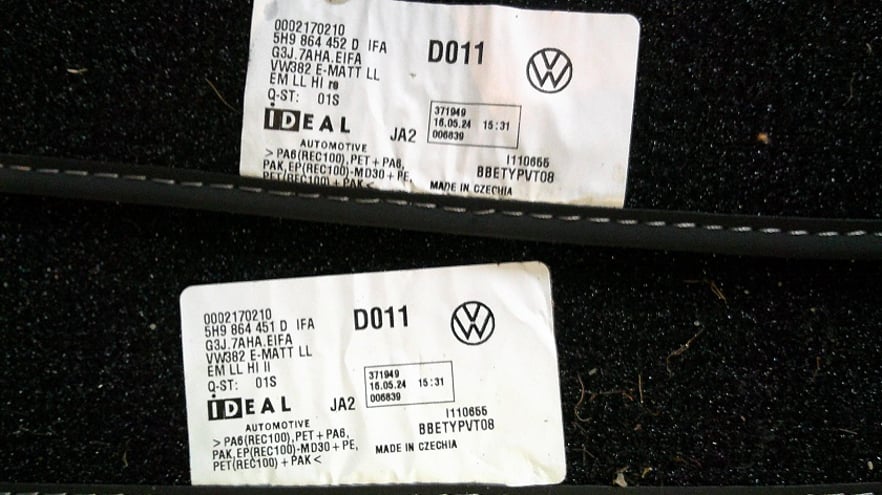 0002170210
5H9 864 452 D IFA
G3J.7AHA.EIFA
VW382 E-MATT LL
EM LL HI re
Q-ST: 01S
D011
VW
IDEAL
AUTOMOTIVE
JA2
371949
16.05.24 15:31
006839
I110655
BBETYPVT08
> PA6(REC100),PET+PA6,
PAK,EP(REC100)-MD30+PE,
PET(REC100)+PAK<
MADE IN CZECHIA
0002170210
5H9 864 451 D IFA
G3J.7AHA.EIFA
VW382 E-MATT LL
EM LL HI li
Q-ST: 01S
D011
VW
IDEAL
AUTOMOTIVE
JA2
371949
16.05.24 15:31
006839
I110655
BBETYPVT08
> PA6(REC100),PET+PA6,
PAK,EP(REC100)-MD30+PE,
PET(REC100)+PAK<
MADE IN CZECHIA